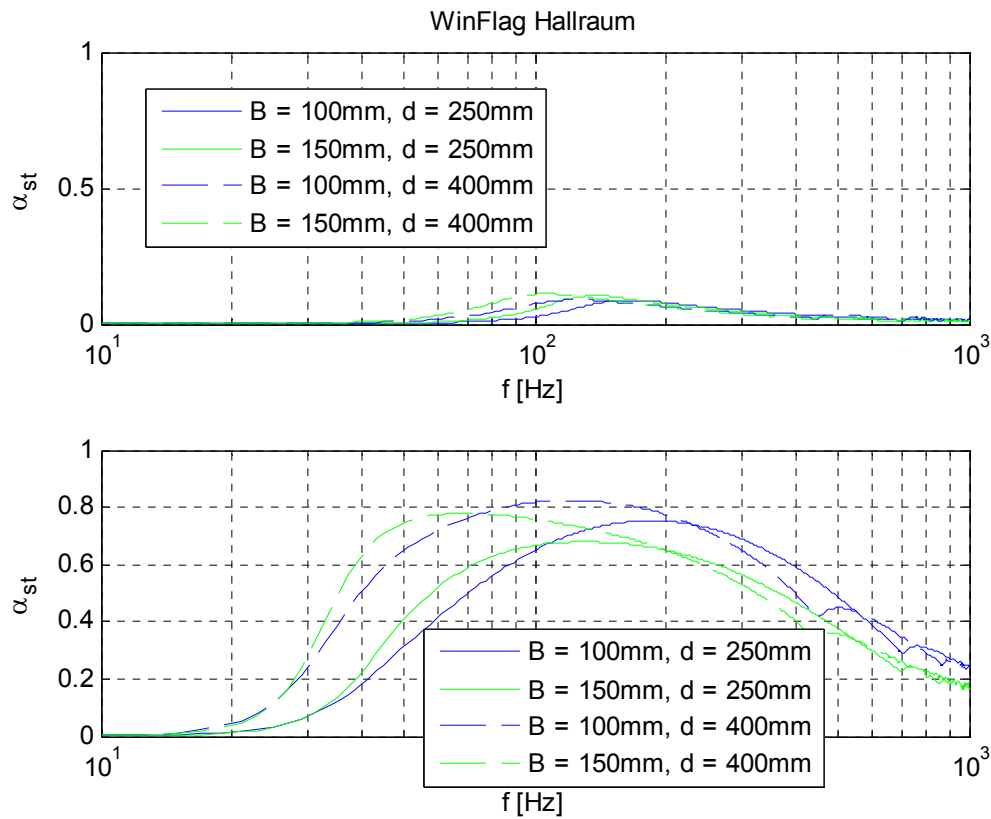 WinFlag Hallraum
1
0.5
0
α_st
B = 100mm, d = 250mm
B = 150mm, d = 250mm
B = 100mm, d = 400mm
B = 150mm, d = 400mm
10^1
10^2
10^3
f [Hz]
1
0.8
0.6
0.4
0.2
0
α_st
B = 100mm, d = 250mm
B = 150mm, d = 250mm
B = 100mm, d = 400mm
B = 150mm, d = 400mm
10^1
10^3
f [Hz]